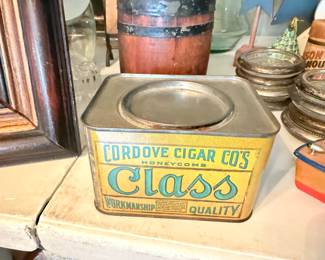 CORDOVE CIGAR CO'S
HONEYCOMB
Class
WORKMANSHIP QUALITY